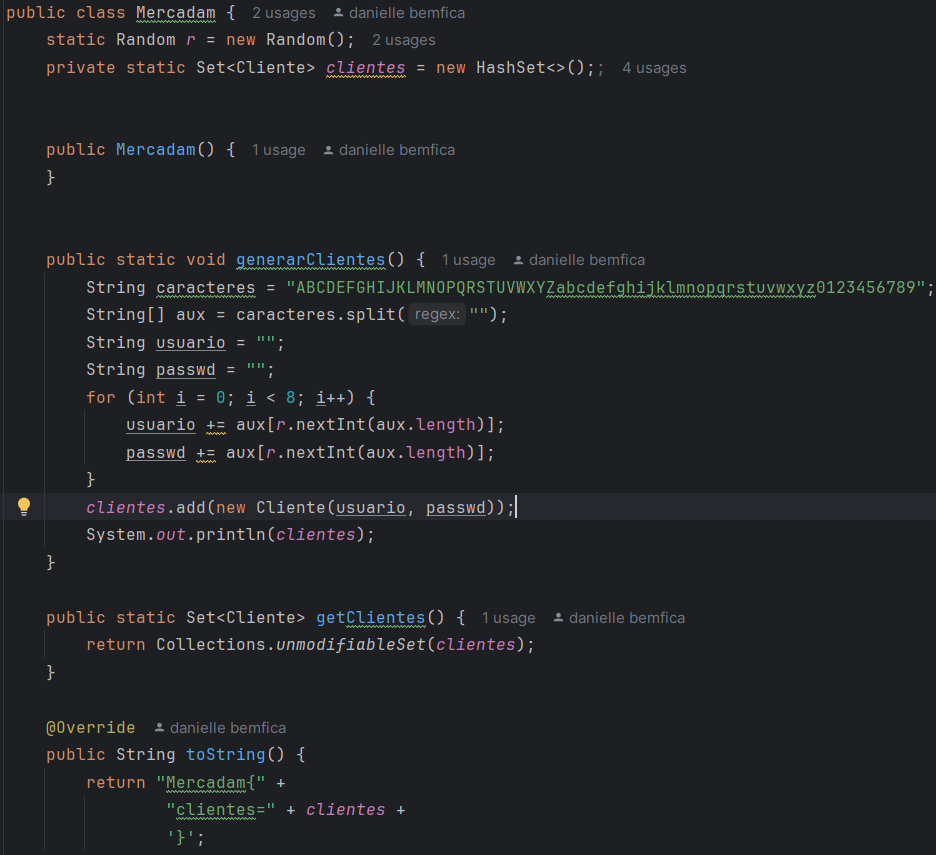 public class Mercadam {  2 usages  danielle bemfica
    static Random r = new Random();  2 usages
    private static Set<Cliente> clientes = new HashSet<>();;  4 usages
    public Mercadam() {  1 usage  danielle bemfica
    }
    public static void generarClientes() {  1 usage  danielle bemfica
        String caracteres = "ABCDEFGHIJKLMNOPQRSTUVWXYZabcdefghijklmnopqrstuvwxyz0123456789";
        String[] aux = caracteres.split( regex: "");
        String usuario = "";
        String passwd = "";
        for (int i = 0; i < 8; i++) {
            usuario += aux[r.nextInt(aux.length)];
            passwd += aux[r.nextInt(aux.length)];
        }
        clientes.add(new Cliente(usuario, passwd));
        System.out.println(clientes);
    }
    public static Set<Cliente> getClientes() {  1 usage  danielle bemfica
        return Collections.unmodifiableSet(clientes);
    }
    @Override  danielle bemfica
    public String toString() {
        return "Mercadam{" +
                "clientes=" + clientes +
                '}';